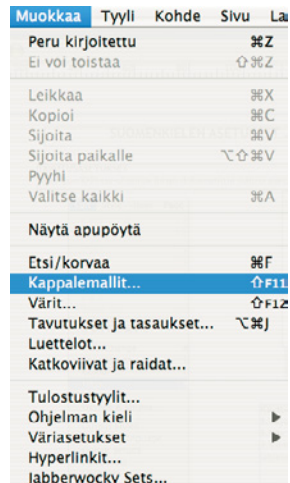 Muokkaa Tyyli Kohde Sivu
Peru kirjoitettu ⌘Z
Ei voi toistaa ⇧⌘Z
Leikkaa ⌘X
Kopioi ⌘C
Sijoita ⌘V
Sijoita paikalle ⌥⇧⌘V
Pyyhi
Valitse kaikki ⌘A
Näytä apupöytä
Etsi/korvaa ⌘F
Kappalemallit... ⇧F11
Värit... ⇧F12
Tavutukset ja tasaukset... ⌥⌘J
Luettelot...
Katkoviivat ja raidat...
Tulostustyylit...
Ohjelman kieli
Väriasetukset
Hyperlinkit...
Jabberwocky Sets...